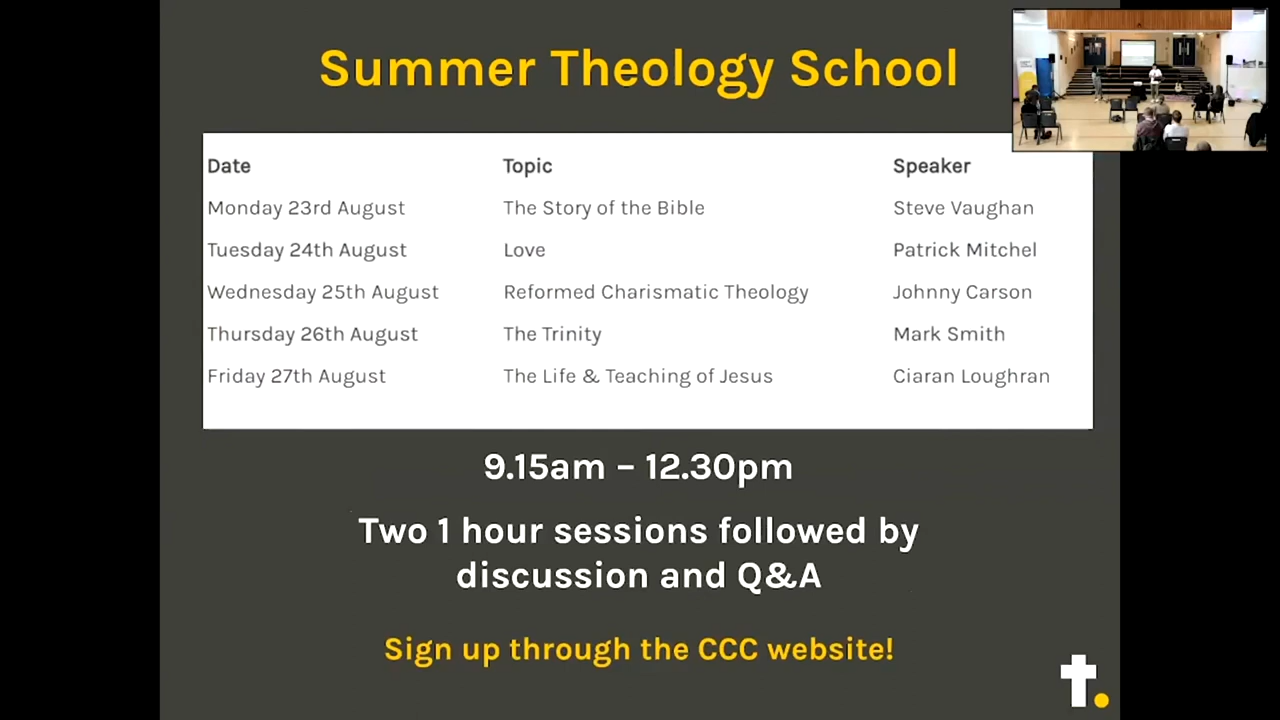 Summer Theology School
Date Topic Speaker
Monday 23rd August The Story of the Bible Steve Vaughan
Tuesday 24th August Love Patrick Mitchel
Wednesday 25th August Reformed Charismatic Theology Johnny Carson
Thursday 26th August The Trinity Mark Smith
Friday 27th August The Life & Teaching of Jesus Ciaran Loughran
9.15am – 12.30pm
Two 1 hour sessions followed by
discussion and Q&A
Sign up through the CCC website!